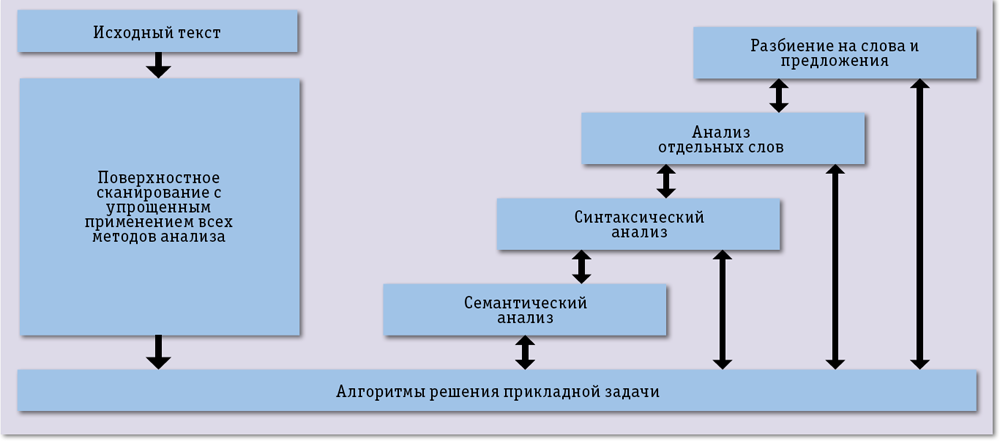 Исходный текст
Поверхностное
сканирование с
упрощенным
применением всех
методов анализа
Разбиение на слова и
предложения
Анализ
отдельных слов
Синтаксический
анализ
Семантический
анализ
Алгоритмы решения прикладной задачи